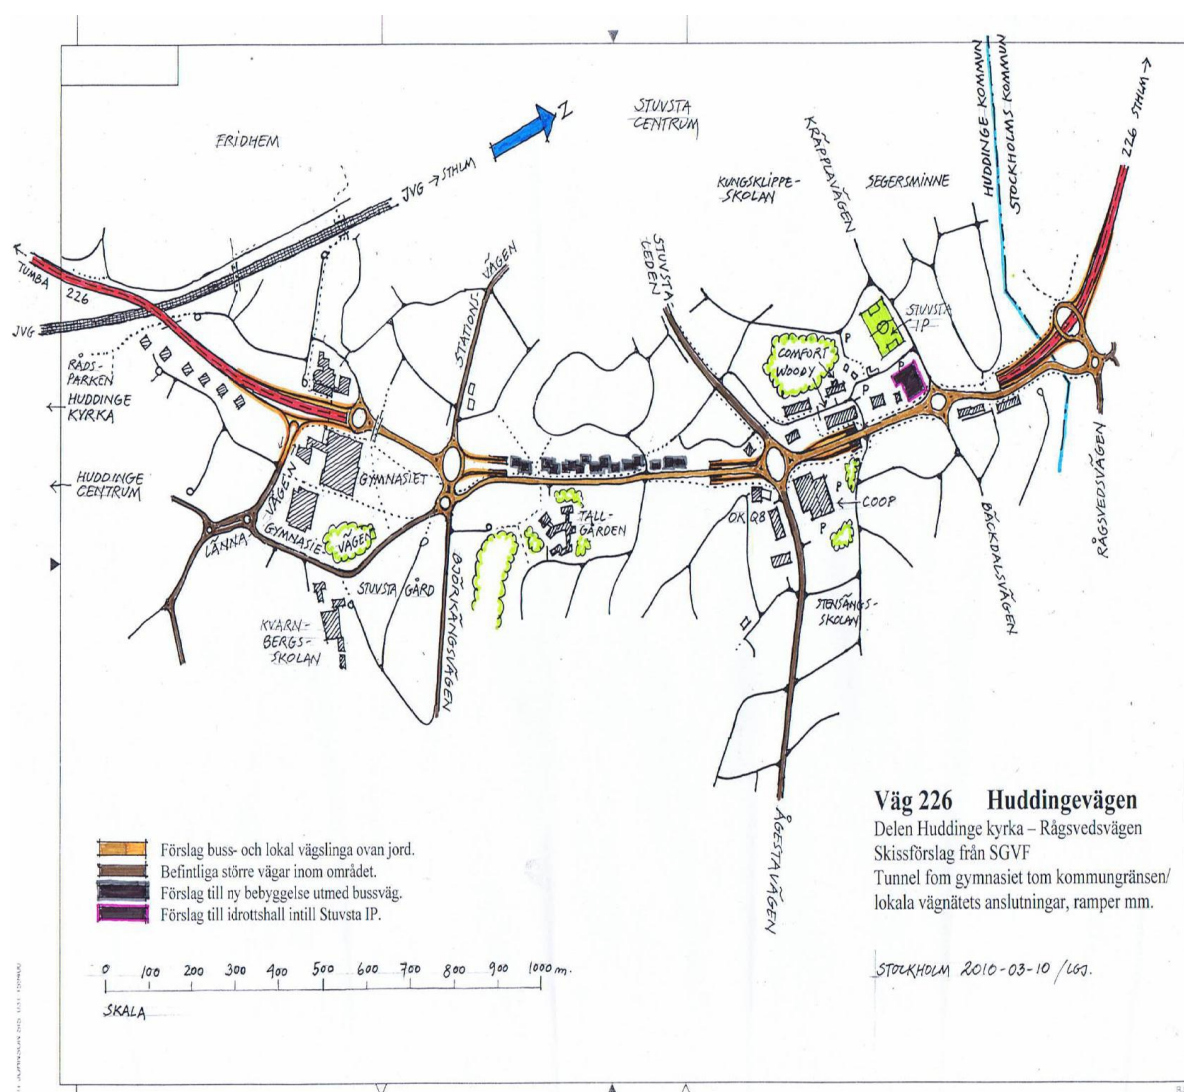 FRIDHEM
STUVSTA
CENTRUM
N
JVG → STHLM
KUNGSKLIPPE-
SKOLAN
KRÄPPLAVÄGEN
SEGERSMINNE
HUDDINGE KOMMUN
STOCKHOLMS KOMMUN
226 STHLM
TUMBA
226
JVG
RÅDS-
PARKEN
HUDDINGE
KYRKA
STATIONS-
VÄGEN
STUVSTA-
LEDEN
COMFORT
WOODY
STUVSTA
IP
P
P
P
P
HUDDINGE
CENTRUM
GYMNASIET
VÄGEN
LÄNNA-
GYMNASIE-
VÄGEN
TALL-
GÅRDEN
OK Q8
P
COOP
P
STUVSTA GÅRD
KVARN-
BERGS-
SKOLAN
BJÖRKÄNGSVÄGEN
STENSÄNGS-
SKOLAN
BÄCKDALSVÄGEN
RÅGSVEDSVÄGEN
ÅGESTAVÄGEN
Väg 226 Huddingevägen
Delen Huddinge kyrka – Rågsvedsvägen
Skissförslag från SGVF
Tunnel fom gymnasiet tom kommungränsen/
lokala vägnätets anslutningar, ramper mm.
Förslag buss- och lokal vägslinga ovan jord.
Befintliga större vägar inom området.
Förslag till ny bebyggelse utmed bussväg.
Förslag till idrottshall intill Stuvsta IP.
0 100 200 300 400 500 600 700 800 900 1000 m.
SKALA
STOCKHOLM 2010-03-10 /LGJ.